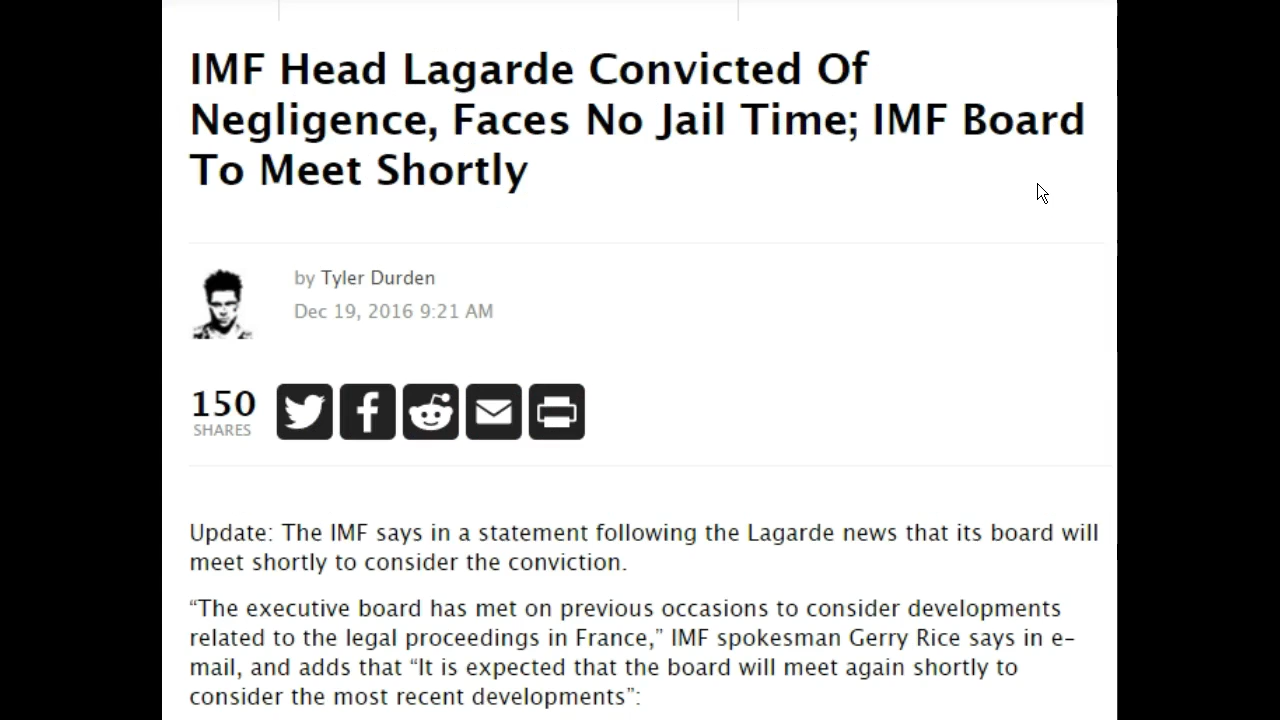 IMF Head Lagarde Convicted Of
Negligence, Faces No Jail Time; IMF Board
To Meet Shortly
by Tyler Durden
Dec 19, 2016 9:21 AM
150
SHARES
Update: The IMF says in a statement following the Lagarde news that its board will
meet shortly to consider the conviction.
“The executive board has met on previous occasions to consider developments
related to the legal proceedings in France,” IMF spokesman Gerry Rice says in e-
mail, and adds that “It is expected that the board will meet again shortly to
consider the most recent developments”: